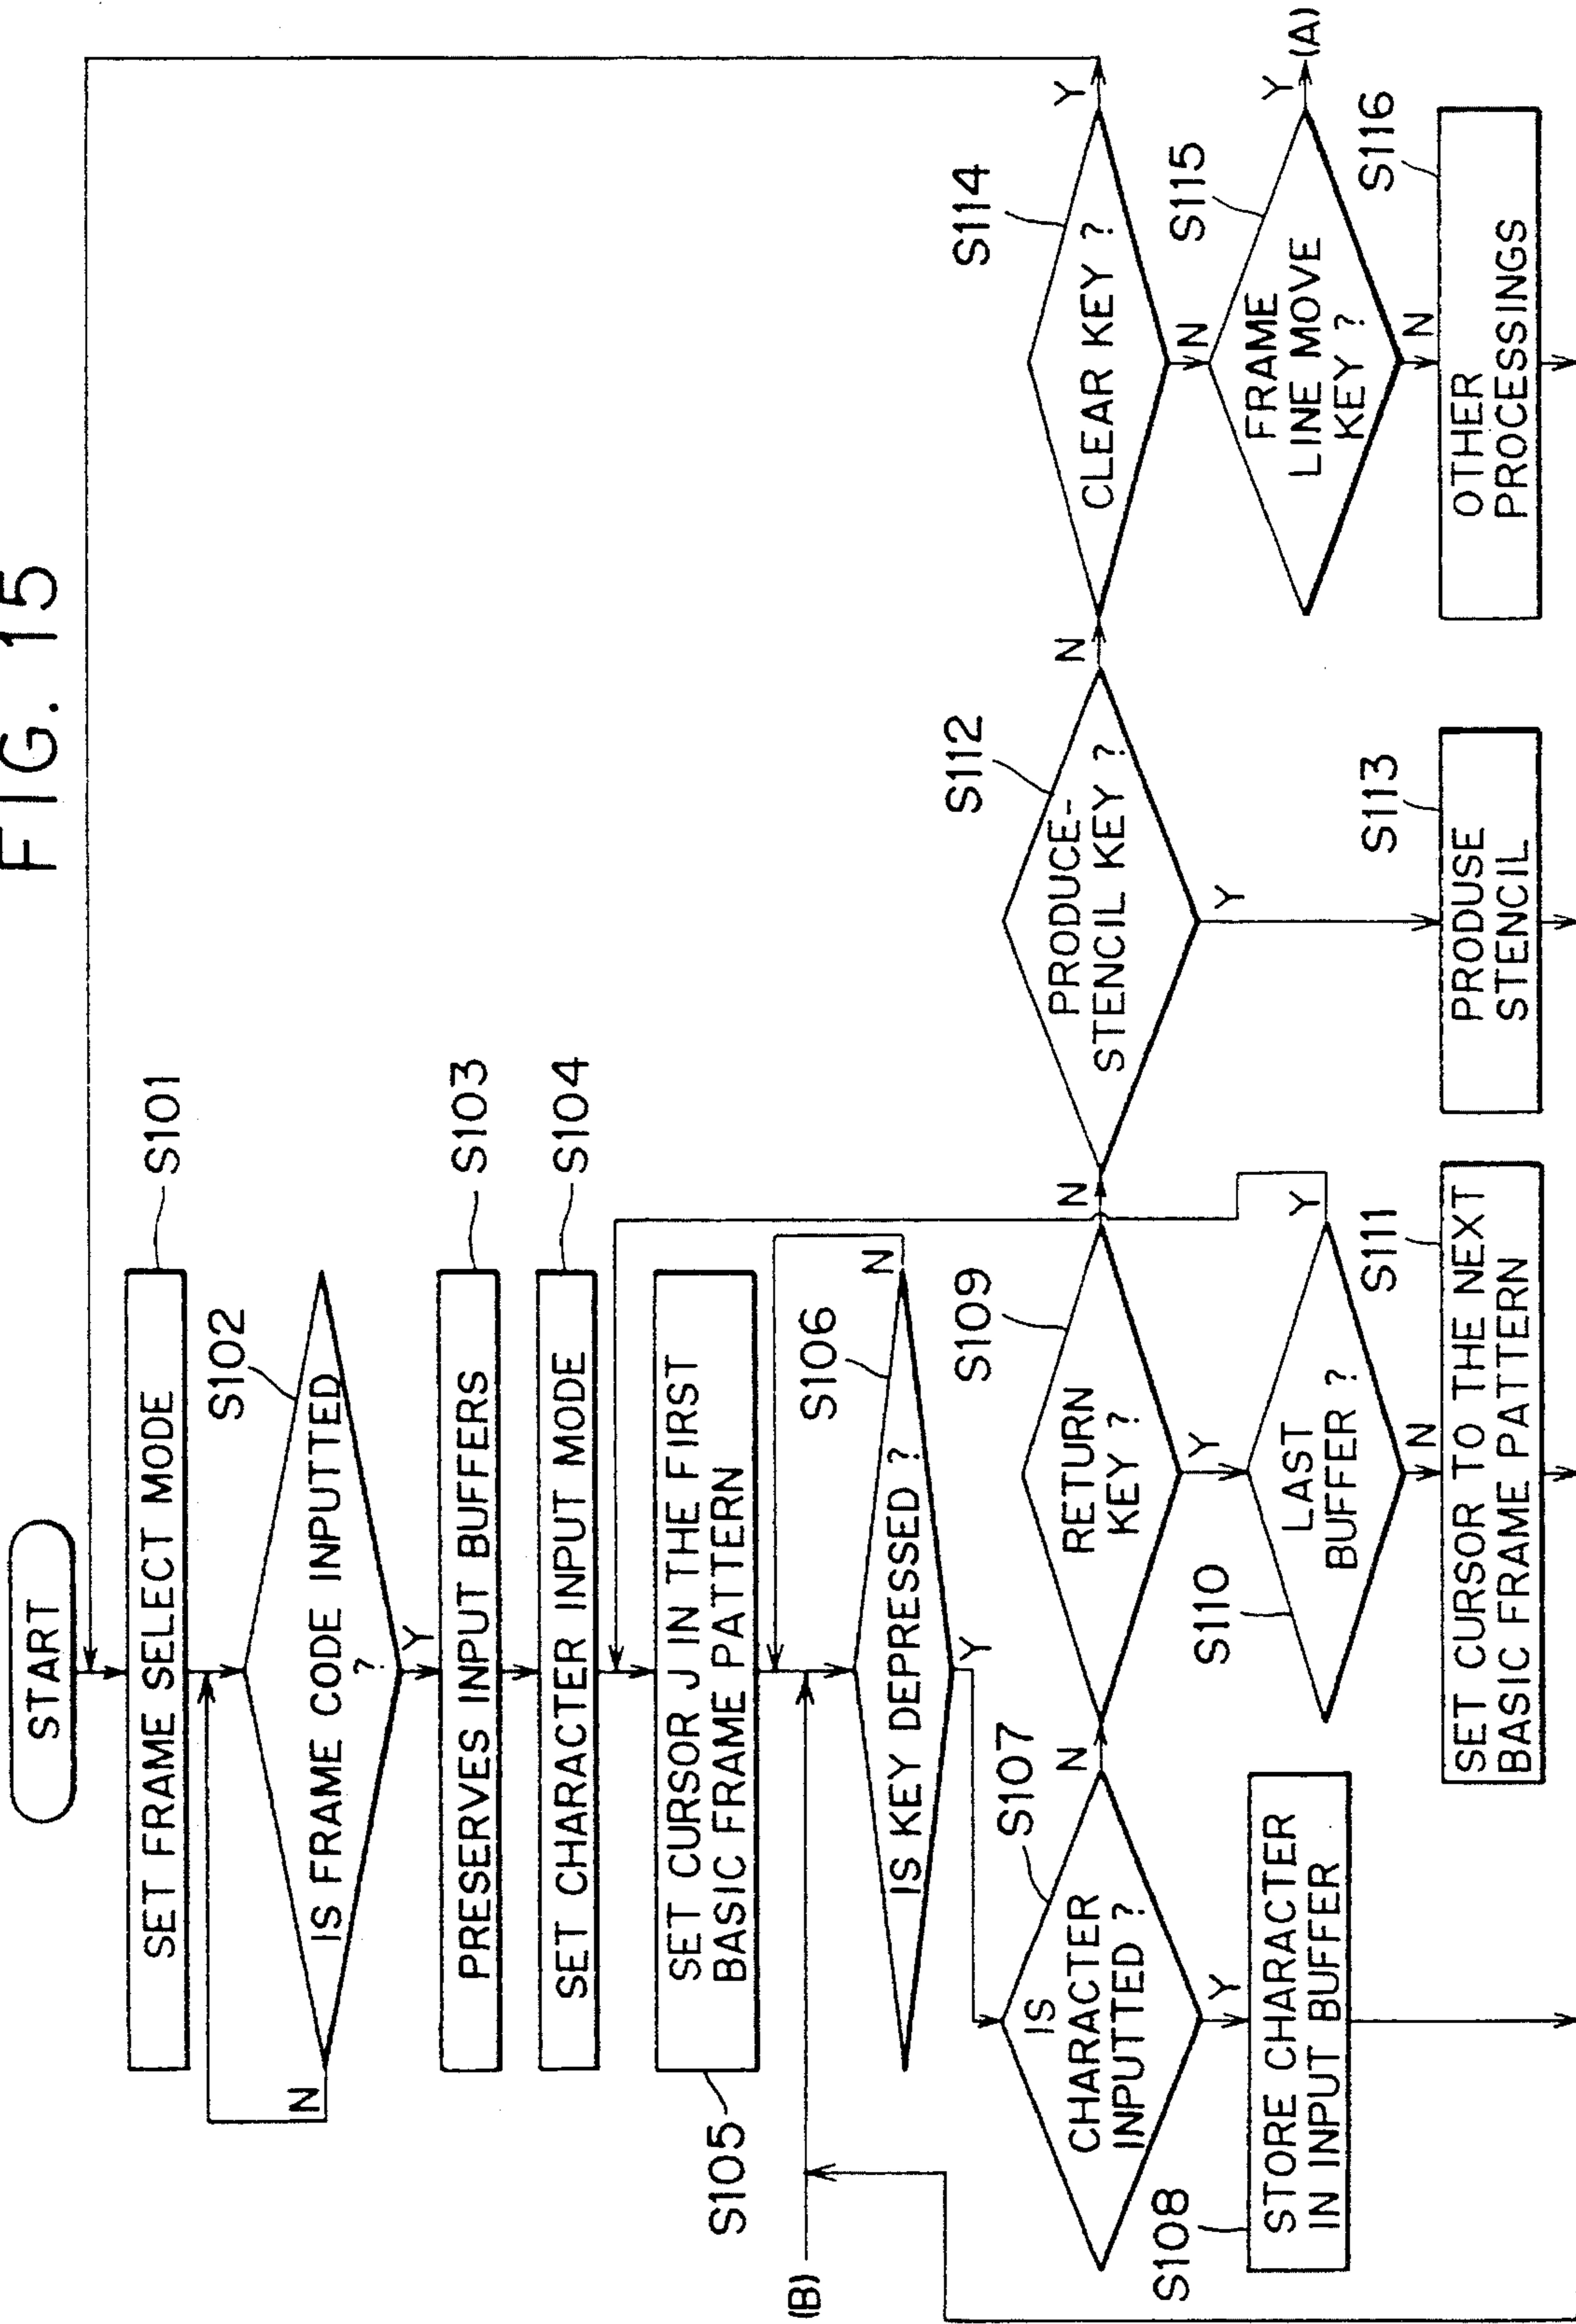 FIG. 15
START
SET FRAME SELECT MODE
S101
S102
IS FRAME CODE INPUTTED
?
N
Y
PRESERVES INPUT BUFFERS
S103
SET CHARACTER INPUT MODE
S104
S105
SET CURSOR J IN THE FIRST
BASIC FRAME PATTERN
(B)
S106
IS KEY DEPRESSED ?
N
Y
S107
IS
CHARACTER
INPUTTED ?
N
Y
S108
STORE CHARACTER
IN INPUT BUFFER
S109
RETURN
KEY ?
N
Y
S110
LAST
BUFFER ?
Y
N
S111
SET CURSOR TO THE NEXT
BASIC FRAME PATTERN
S112
PRODUCE-
STENCIL KEY ?
N
Y
S113
PRODUSE
STENCIL
S114
CLEAR KEY ?
Y
N
S115
FRAME
LINE MOVE
KEY ?
Y
(A)
N
S116
OTHER
PROCESSINGS